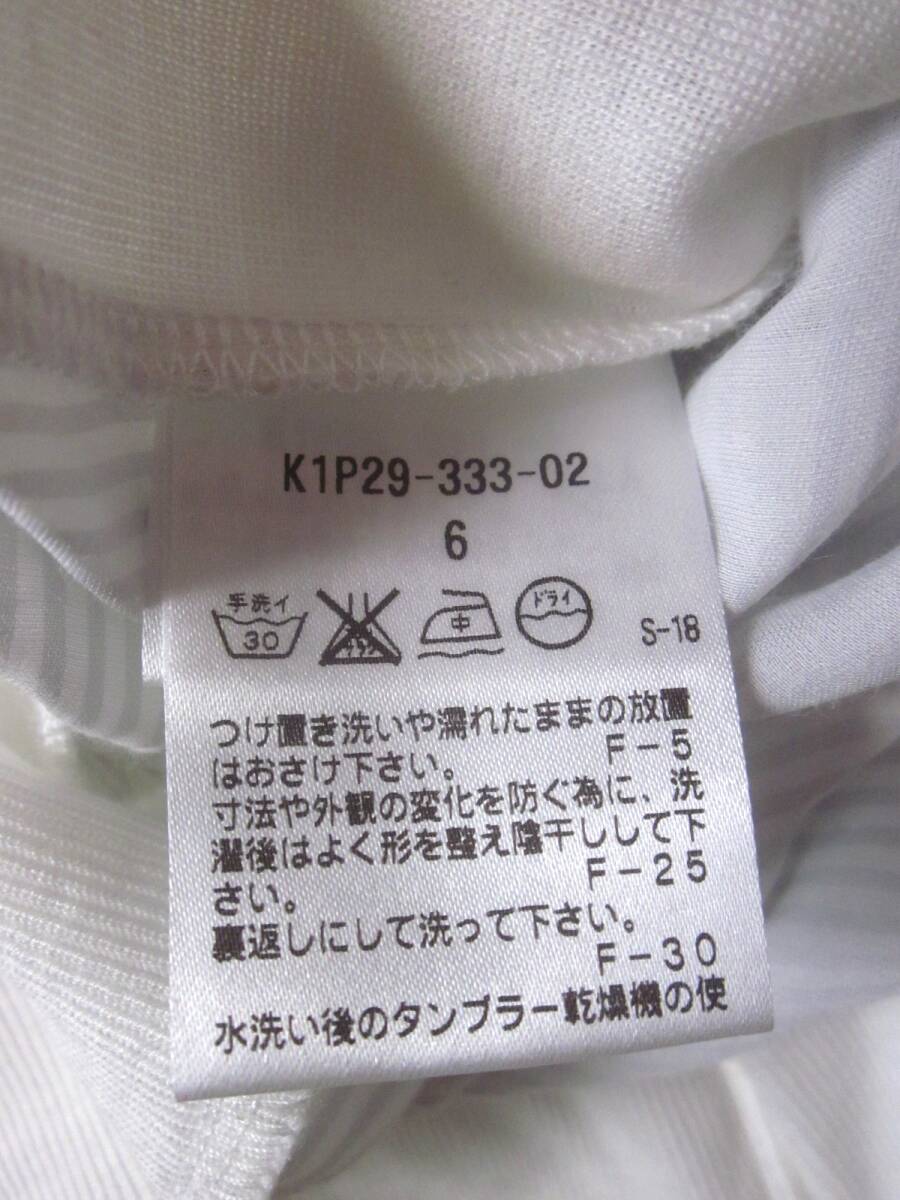 K1P29-333-02
6
手洗イ
30
中
ドライ
S-18
つけ置き洗いや濡れたままの放置
はおさけ下さい。 F-5
寸法や外観の変化を防ぐ為に、洗
濯後はよく形を整え陰干しして下
さい。 F-25
裏返しにして洗って下さい。
F-30
水洗い後のタンブラー乾燥機の使